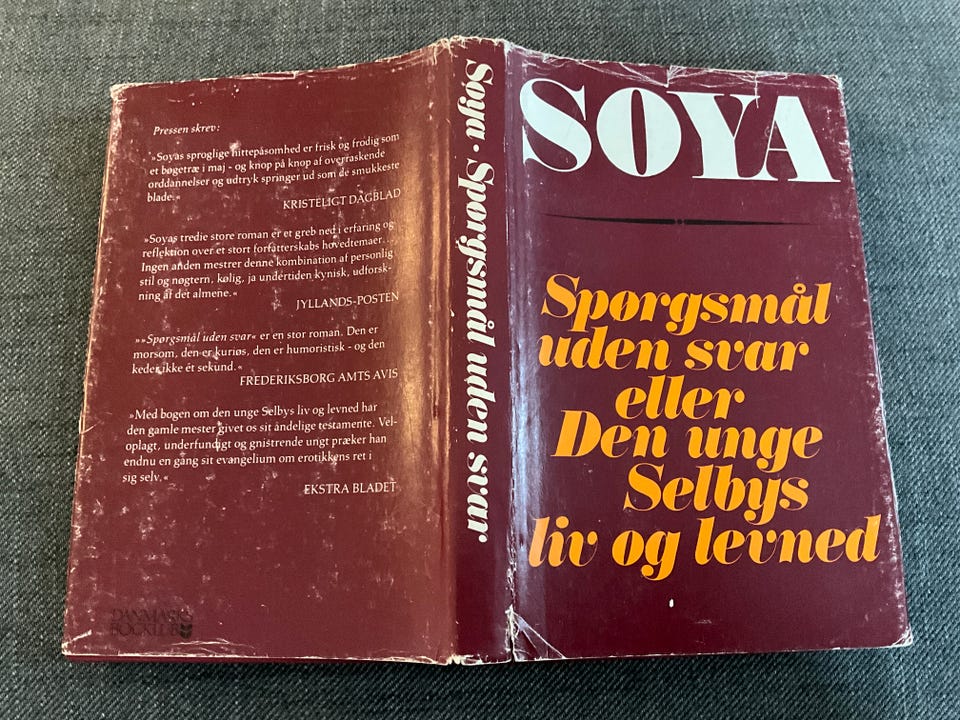 Pressen skrev:
»Soyas sproglige hittepåsomhed er frisk og frodig som
et bøgetræ i maj - og knop på knop af overraskende
orddannelser og udtryk springer ud som de smukkeste
blade.«
KRISTELIGT DAGBLAD
»Soyas tredie store roman er et greb ned i erfaring og
reflektion over et stort forfatterskabs hovedtemaer...
Ingen anden mestrer denne kombination af personlig
stil og nøgtern, kølig, ja undertiden kynisk, udforsk-
ning af det almene.«
JYLLANDS-POSTEN
»»Spørgsmål uden svar« er en stor roman. Den er
morsom, den er kuriøs, den er humoristisk - og den
keder ikke ét sekund.«
FREDERIKSBORG AMTS AVIS
»Med bogen om den unge Selbys liv og levned har
den gamle mester givet os sit åndelige testamente. Vel-
oplagt, underfundigt og gnistrende ungt præker han
endnu en gång sit evangelium om erotikkens ret i
sig selv.«
EKSTRA BLADET
DANMARKS
BOGKLUB
Soya · Spørgsmål uden svar
SOYA
Spørgsmål
uden svar
eller
Den unge
Selbys
liv og levned